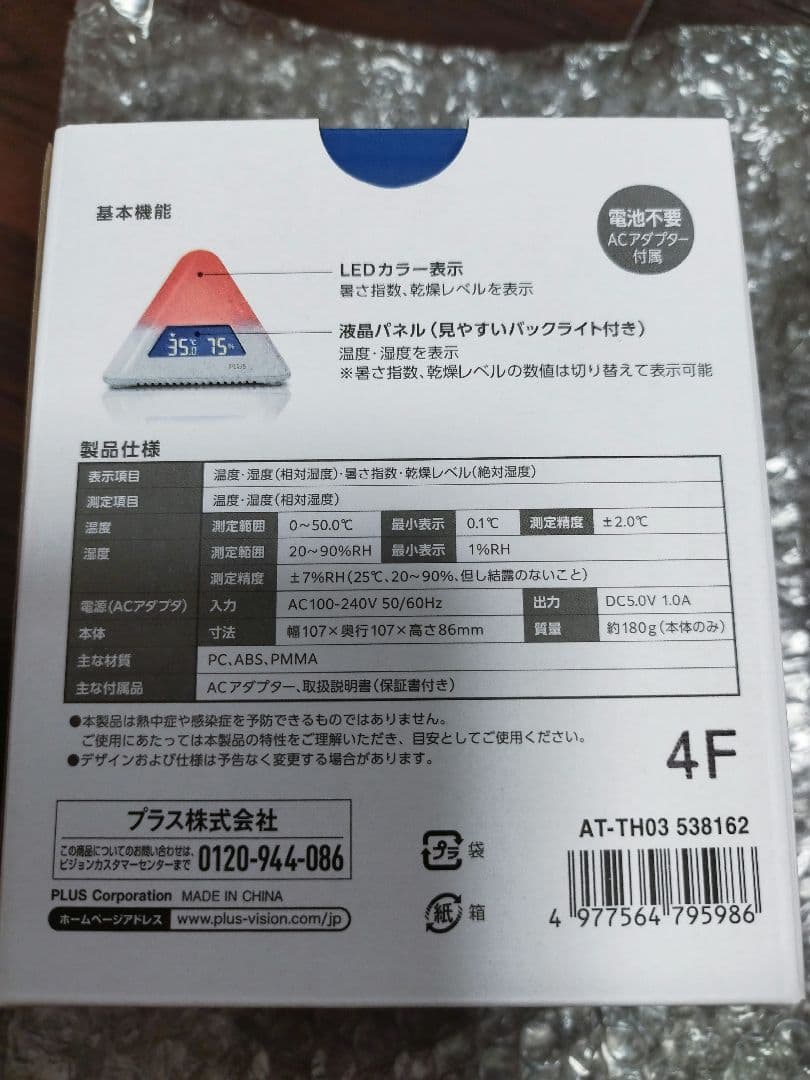 基本機能
電池不要
ACアダプター
付属
LEDカラー表示
暑さ指数、乾燥レベルを表示
液晶パネル(見やすいバックライト付き)
温度・湿度を表示
※暑さ指数、乾燥レベルの数値は切り替えて表示可能
35.0℃ 75%
PLUS
製品仕様
表示項目 温度・湿度(相対湿度)・暑さ指数・乾燥レベル(絶対湿度)
測定項目 温度・湿度(相対湿度)
温度 測定範囲 0~50.0℃ 最小表示 0.1℃ 測定精度 ±2.0℃
湿度 測定範囲 20~90%RH 最小表示 1%RH
測定精度 ±7%RH(25℃、20~90%、但し結露のないこと)
電源(ACアダプタ) 入力 AC100-240V 50/60Hz 出力 DC5.0V 1.0A
本体 寸法 幅107×奥行107×高さ86mm 質量 約180g(本体のみ)
主な材質 PC、ABS、PMMA
主な付属品 ACアダプター、取扱説明書(保証書付き)
●本製品は熱中症や感染症を予防できるものではありません。
ご使用にあたっては本製品の特性をご理解いただき、目安としてご使用ください。
●デザインおよび仕様は予告なく変更する場合があります。
4F
プラス株式会社
この商品についてのお問い合わせは、
ビジョンカスタマーセンターまで 0120-944-086
PLUS Corporation MADE IN CHINA
ホームページアドレス www.plus-vision.com/jp
プラ 袋
紙 箱
AT-TH03 538162
4 977564 795986